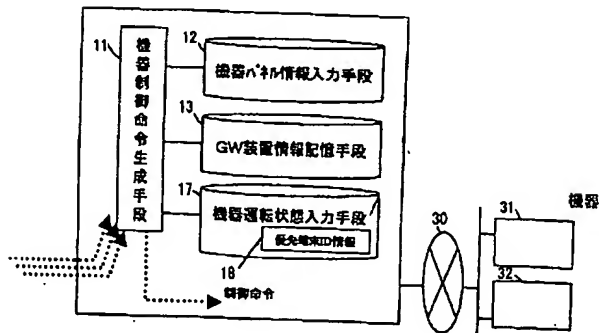 11
機器制御命令生成手段
12
機器パネル情報入力手段
13
GW装置情報記憶手段
17
機器運転状態入力手段
18
優先端末ID情報
制御命令
30
機器
31
32